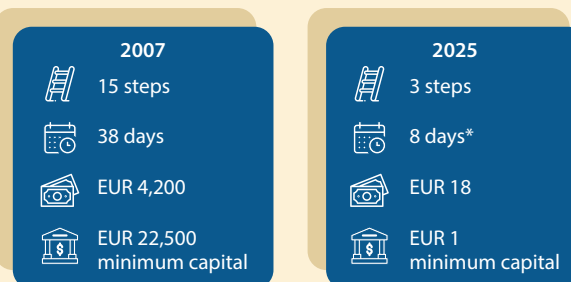 2007
15 steps
38 days
EUR 4,200
EUR 22,500
minimum capital
2025
3 steps
8 days*
EUR 18
EUR 1
minimum capital